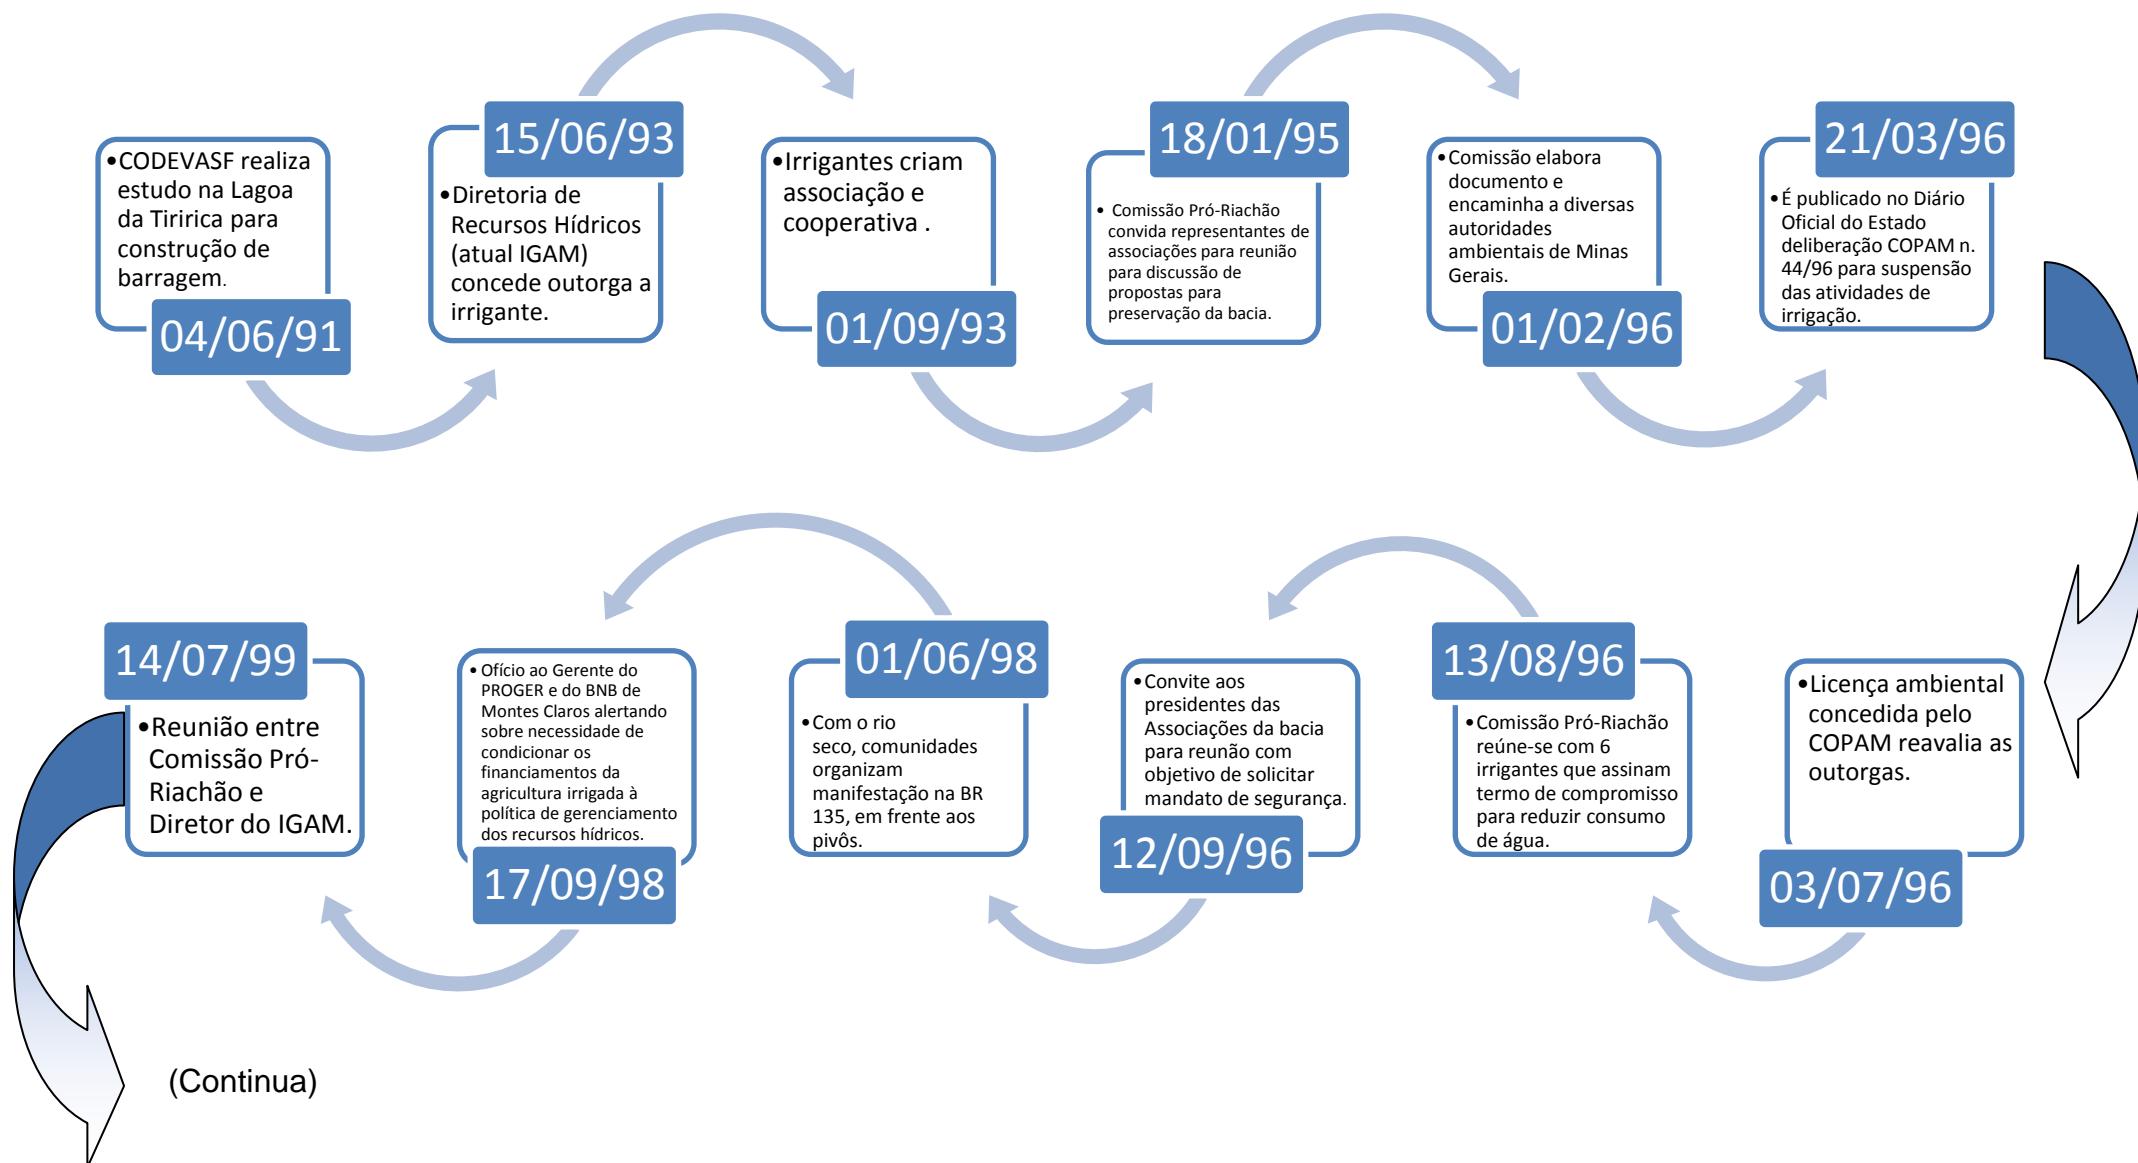 •CODEVASF realiza
estudo na Lagoa
da Tiririca para
construção de
barragem.
04/06/91
15/06/93
•Diretoria de
Recursos Hídricos
(atual IGAM)
concede outorga a
irrigante.
•Irrigantes criam
associação e
cooperativa .
01/09/93
18/01/95
• Comissão Pró-Riachão
convida representantes de
associações para reunião
para discussão de
propostas para
preservação da bacia.
•Comissão elabora
documento e
encaminha a diversas
autoridades
ambientais de Minas
Gerais.
01/02/96
21/03/96
•É publicado no Diário
Oficial do Estado
deliberação COPAM n.
44/96 para suspensão
das atividades de
irrigação.
•Licença ambiental
concedida pelo
COPAM reavalia as
outorgas.
03/07/96
13/08/96
•Comissão Pró-Riachão
reúne-se com 6
irrigantes que assinam
termo de compromisso
para reduzir consumo
de água.
•Convite aos
presidentes das
Associações da bacia
para reunão com
objetivo de solicitar
mandato de segurança.
12/09/96
01/06/98
•Com o rio
seco, comunidades
organizam
manifestação na BR
135, em frente aos
pivôs.
• Ofício ao Gerente do
PROGER e do BNB de
Montes Claros alertando
sobre necessidade de
condicionar os
financiamentos da
agricultura irrigada à
política de gerenciamento
dos recursos hídricos.
17/09/98
14/07/99
•Reunião entre
Comissão Pró-
Riachão e
Diretor do IGAM.
(Continua)